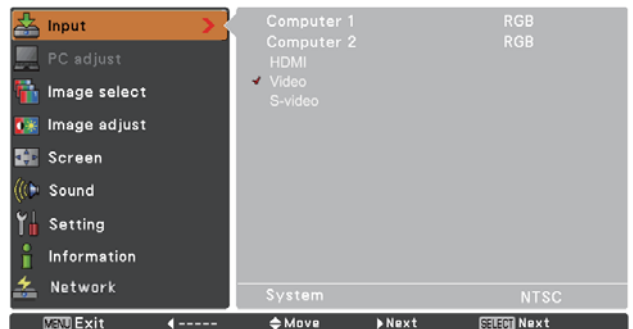 Input
PC adjust
Image select
Image adjust
Screen
Sound
Setting
Information
Network
Computer 1 RGB
Computer 2 RGB
HDMI
Video
S-video
System NTSC
MENU Exit ----- Move Next SELECT Next